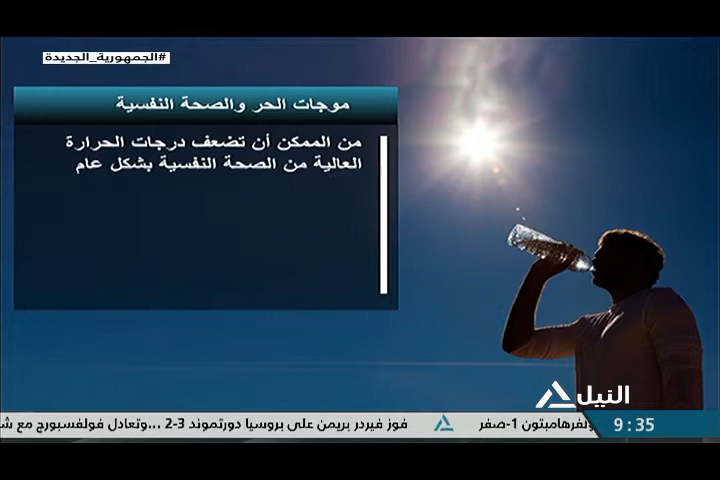 #الجمهورية_الجديدة
موجات الحر والصحة النفسية
من الممكن أن تضعف درجات الحرارة
العالية من الصحة النفسية بشكل عام
النيل
9:35
ولفرهامبتون 1-صفر
فوز فيردر بريمن على بروسيا دورتموند 3-2 ...وتعادل فولفسبورج مع